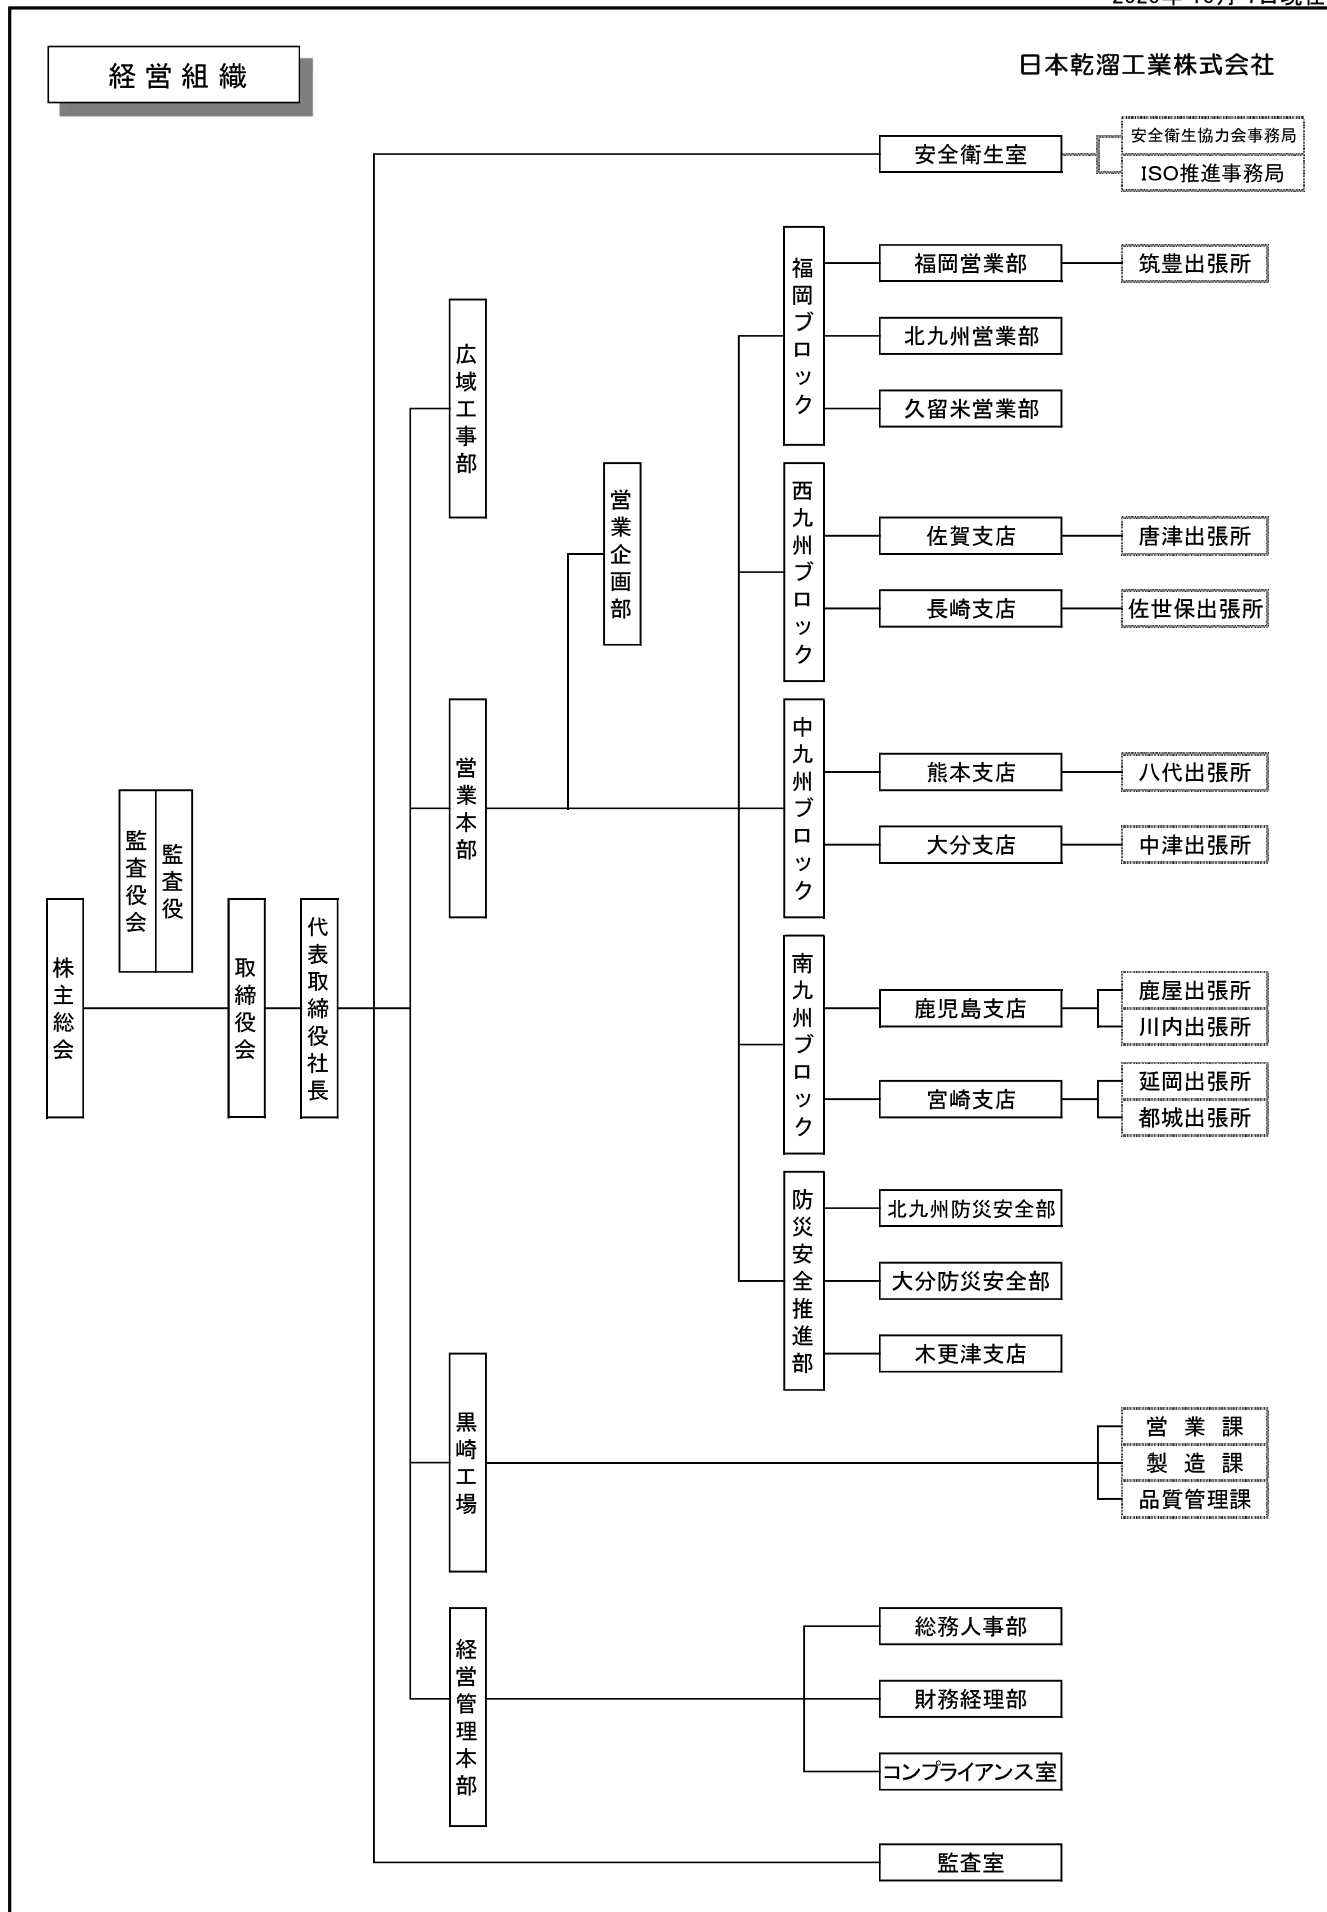 経営組織
日本乾溜工業株式会社
安全衛生室
安全衛生協力会事務局
ISO推進事務局
福岡ブロック
福岡営業部
筑豊出張所
北九州営業部
久留米営業部
広域工事部
営業企画部
西九州ブロック
佐賀支店
唐津出張所
長崎支店
佐世保出張所
営業本部
中九州ブロック
熊本支店
八代出張所
大分支店
中津出張所
監査役会
監査役
株主総会
取締役会
代表取締役社長
南九州ブロック
鹿児島支店
鹿屋出張所
川内出張所
宮崎支店
延岡出張所
都城出張所
防災安全推進部
北九州防災安全部
大分防災安全部
木更津支店
黒崎工場
営業課
製造課
品質管理課
経営管理本部
総務人事部
財務経理部
コンプライアンス室
監査室